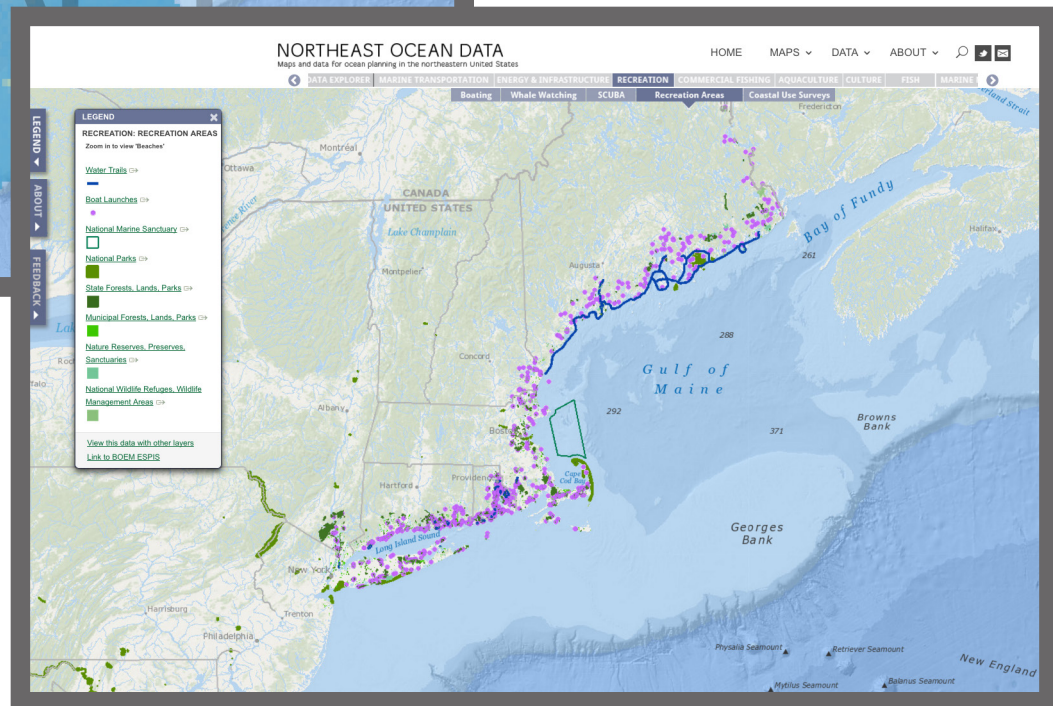 NORTHEAST OCEAN DATA
Maps and data for ocean planning in the northeastern United States
HOME MAPS DATA ABOUT
DATA EXPLORER MARINE TRANSPORTATION ENERGY & INFRASTRUCTURE RECREATION COMMERCIAL FISHING AQUACULTURE CULTURE FISH MARINE
Boating Whale Watching SCUBA Recreation Areas Coastal Use Surveys
LEGEND
ABOUT
FEEDBACK
LEGEND
RECREATION: RECREATION AREAS
Zoom in to view 'Beaches'
Water Trails
Boat Launches
National Marine Sanctuary
National Parks
State Forests, Lands, Parks
Municipal Forests, Lands, Parks
Nature Reserves, Preserves,
Sanctuaries
National Wildlife Refuges, Wildlife
Management Areas
View this data with other layers
Link to BOEM ESPIS
Fredericton
Strait
Montréal
Ottawa
CANADA
UNITED STATES
River
Lake Champlain
Bay of Fundy
Halifax
261
Augusta
Montpelier
288
Concord
Gulf of
Maine
292
Albany
Browns
Bank
371
Boston
Cape
Cod Bay
Providence
Hartford
Georges
Bank
Long Island Sound
New York
Harrisburg
Trenton
Philadelphia
Physalia Seamount
Retriever Seamount
New England
Mytilus Seamount
Balanus Seamount